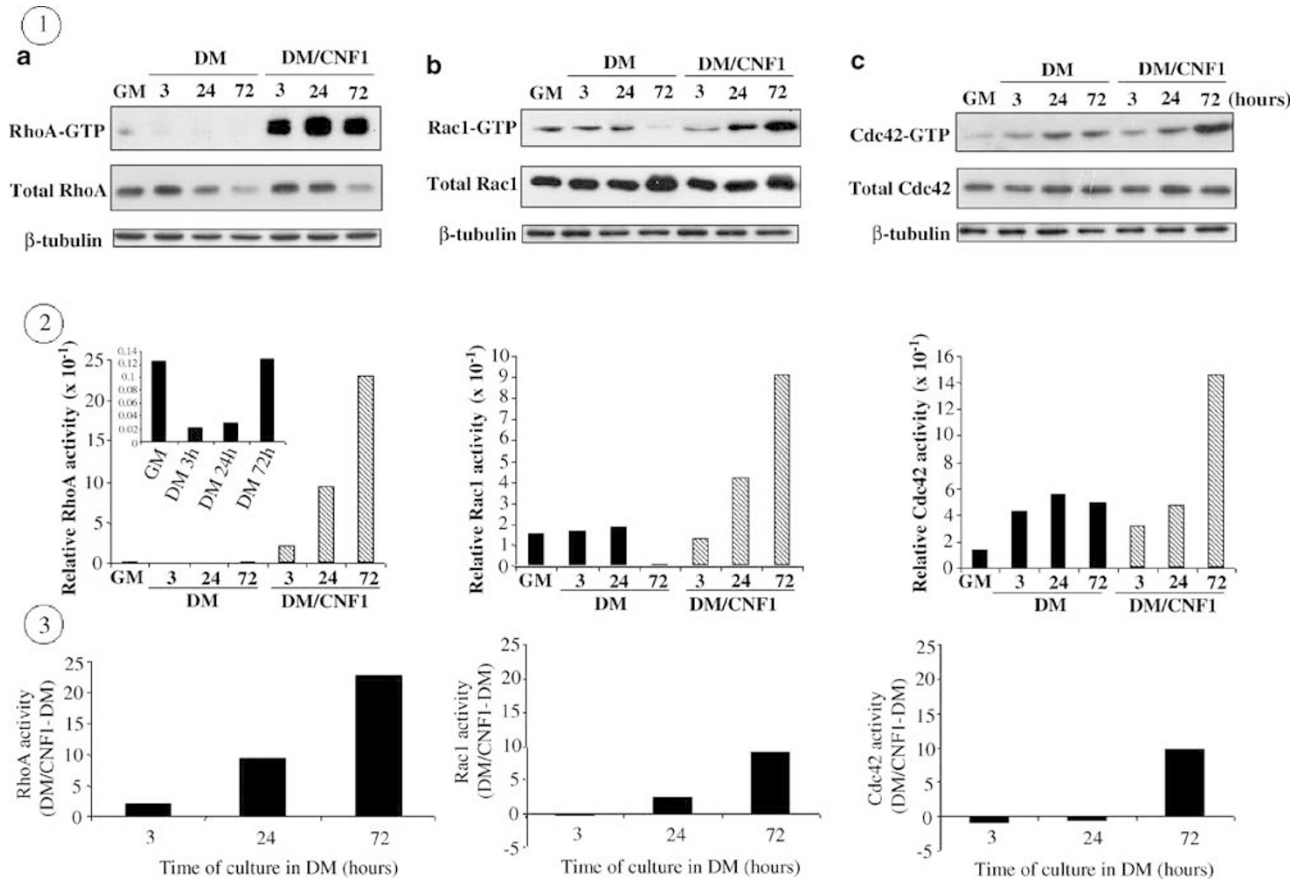 1
a
DM DM/CNF1
GM 3 24 72 3 24 72
RhoA-GTP
Total RhoA
β-tubulin
b
DM DM/CNF1
GM 3 24 72 3 24 72
Rac1-GTP
Total Rac1
β-tubulin
c
DM DM/CNF1
GM 3 24 72 3 24 72 (hours)
Cdc42-GTP
Total Cdc42
β-tubulin
2
Relative RhoA activity (x 10⁻¹)
25
20
15
10
5
0
0.14
0.12
0.1
0.08
0.06
0.04
0.02
0
GM
DM 3h
DM 24h
DM 72h
GM 3 24 72 3 24 72
DM DM/CNF1
Relative Rac1 activity (x 10⁻¹)
10
9
8
7
6
5
4
3
2
1
0
GM 3 24 72 3 24 72
DM DM/CNF1
Relative Cdc42 activity (x 10⁻¹)
16
14
12
10
8
6
4
2
0
GM 3 24 72 3 24 72
DM DM/CNF1
3
RhoA activity
(DM/CNF1-DM)
25
20
15
10
5
0
-5
3 24 72
Time of culture in DM (hours)
Rac1 activity
(DM/CNF1-DM)
25
20
15
10
5
0
-5
3 24 72
Time of culture in DM (hours)
Cdc42 activity
(DM/CNF1-DM)
25
20
15
10
5
0
-5
3 24 72
Time of culture in DM (hours)